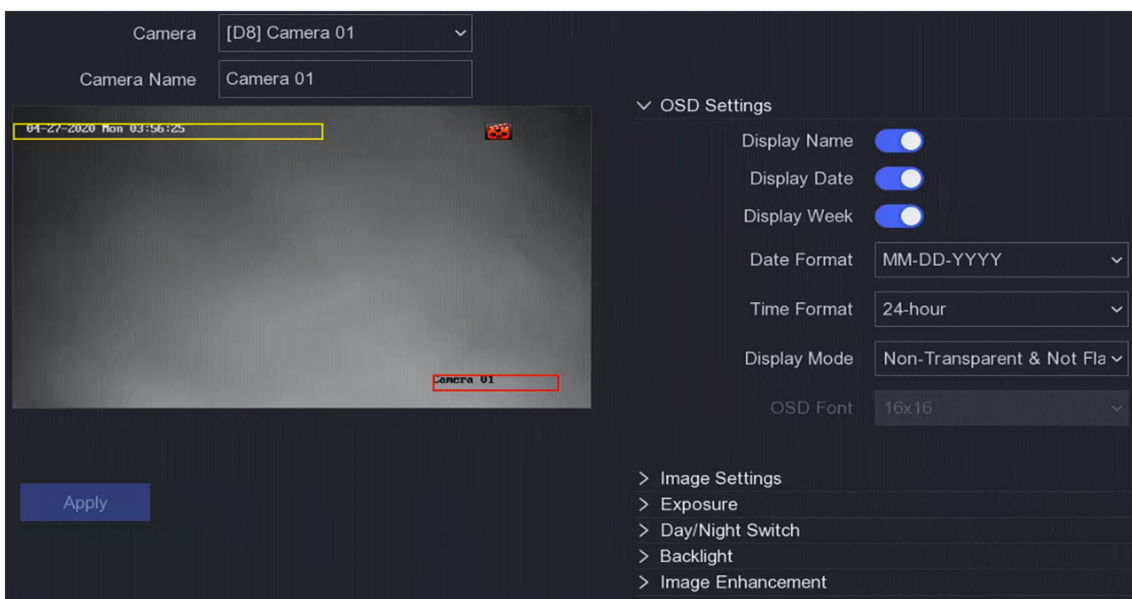 Camera [D8] Camera 01
Camera Name Camera 01
04-27-2020 Mon 03:56:25
Camera 01
Apply
OSD Settings
Display Name
Display Date
Display Week
Date Format MM-DD-YYYY
Time Format 24-hour
Display Mode Non-Transparent & Not Fla
OSD Font 16x16
Image Settings
Exposure
Day/Night Switch
Backlight
Image Enhancement